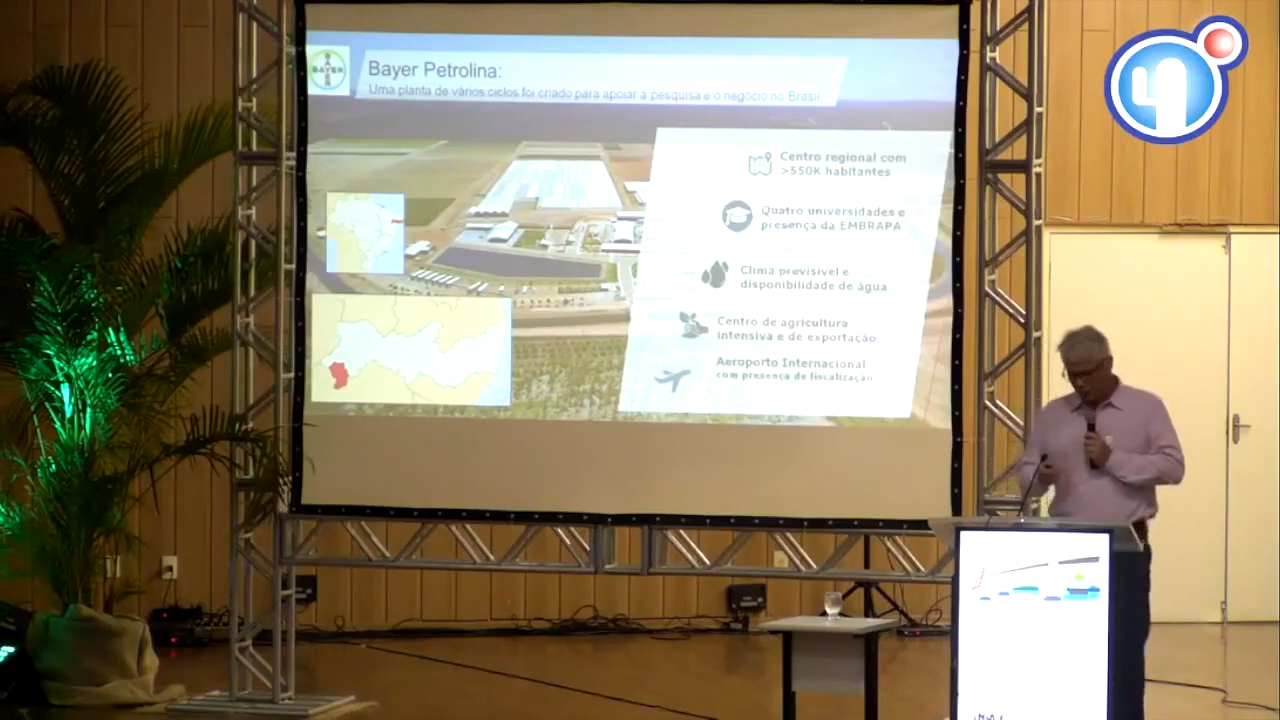 BAYER
Bayer Petrolina:
Uma planta de vários ciclos foi criado para apoiar a pesquisa e o negócio no Brasil
Centro regional com
>550K habitantes
Quatro universidades e
presença da EMBRAPA
Clima previsível e
disponibilidade de água
Centro de agricultura
intensiva e de exportação
Aeroporto Internacional
com presença de fiscalização